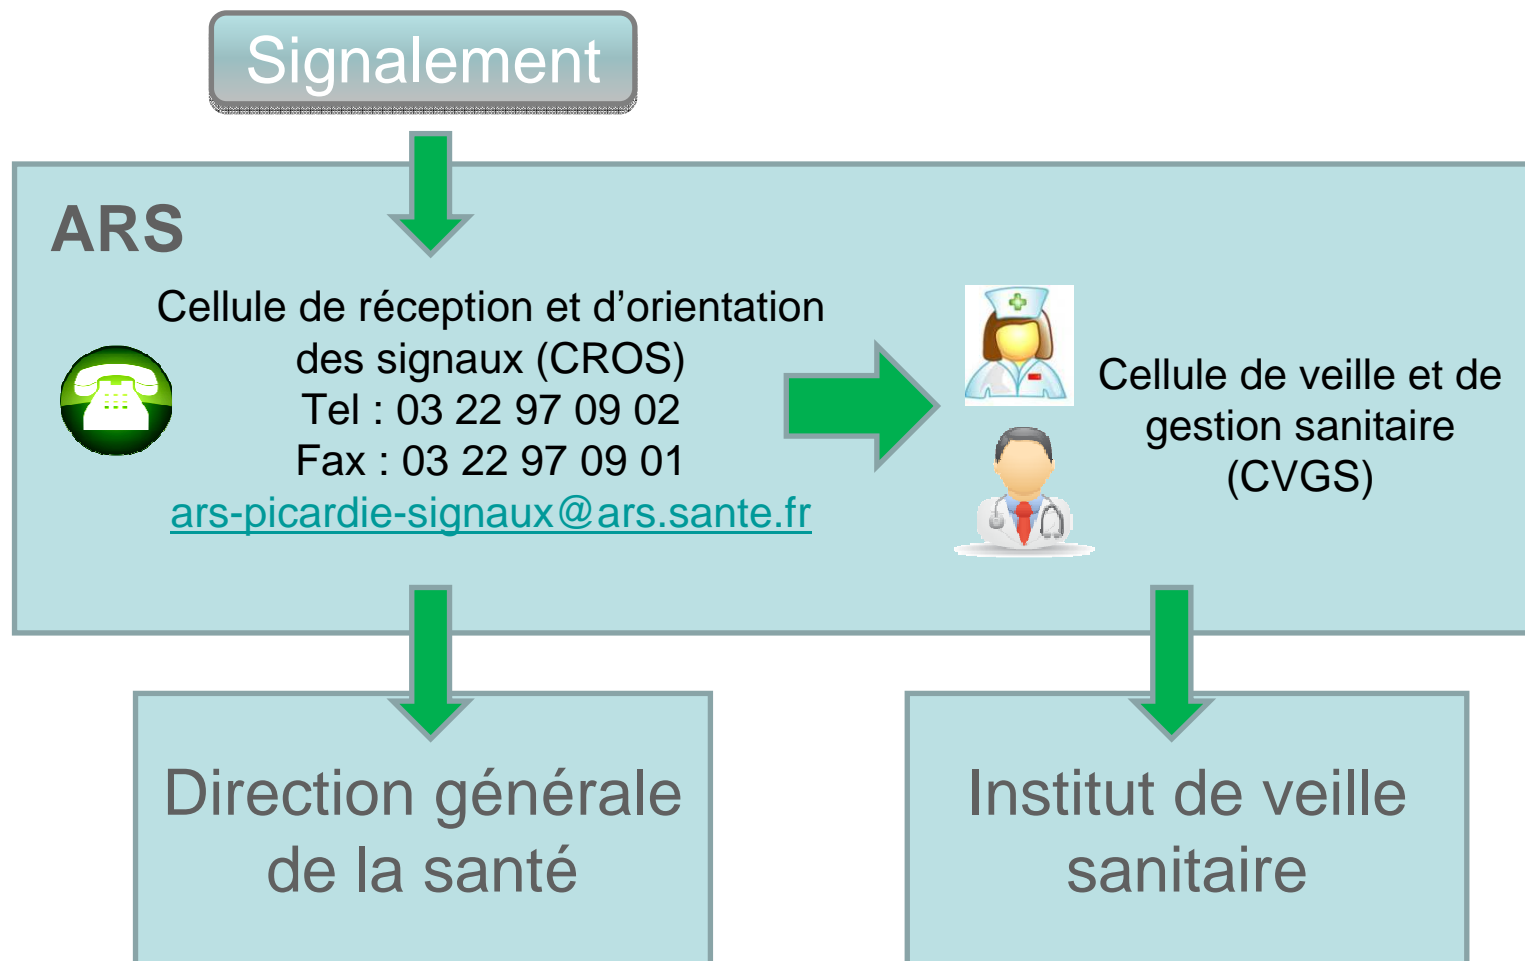 Signalement
ARS
Cellule de réception et d’orientation
des signaux (CROS)
Tel : 03 22 97 09 02
Fax : 03 22 97 09 01
ars-picardie-signaux@ars.sante.fr
Cellule de veille et de
gestion sanitaire
(CVGS)
Direction générale
de la santé
Institut de veille
sanitaire